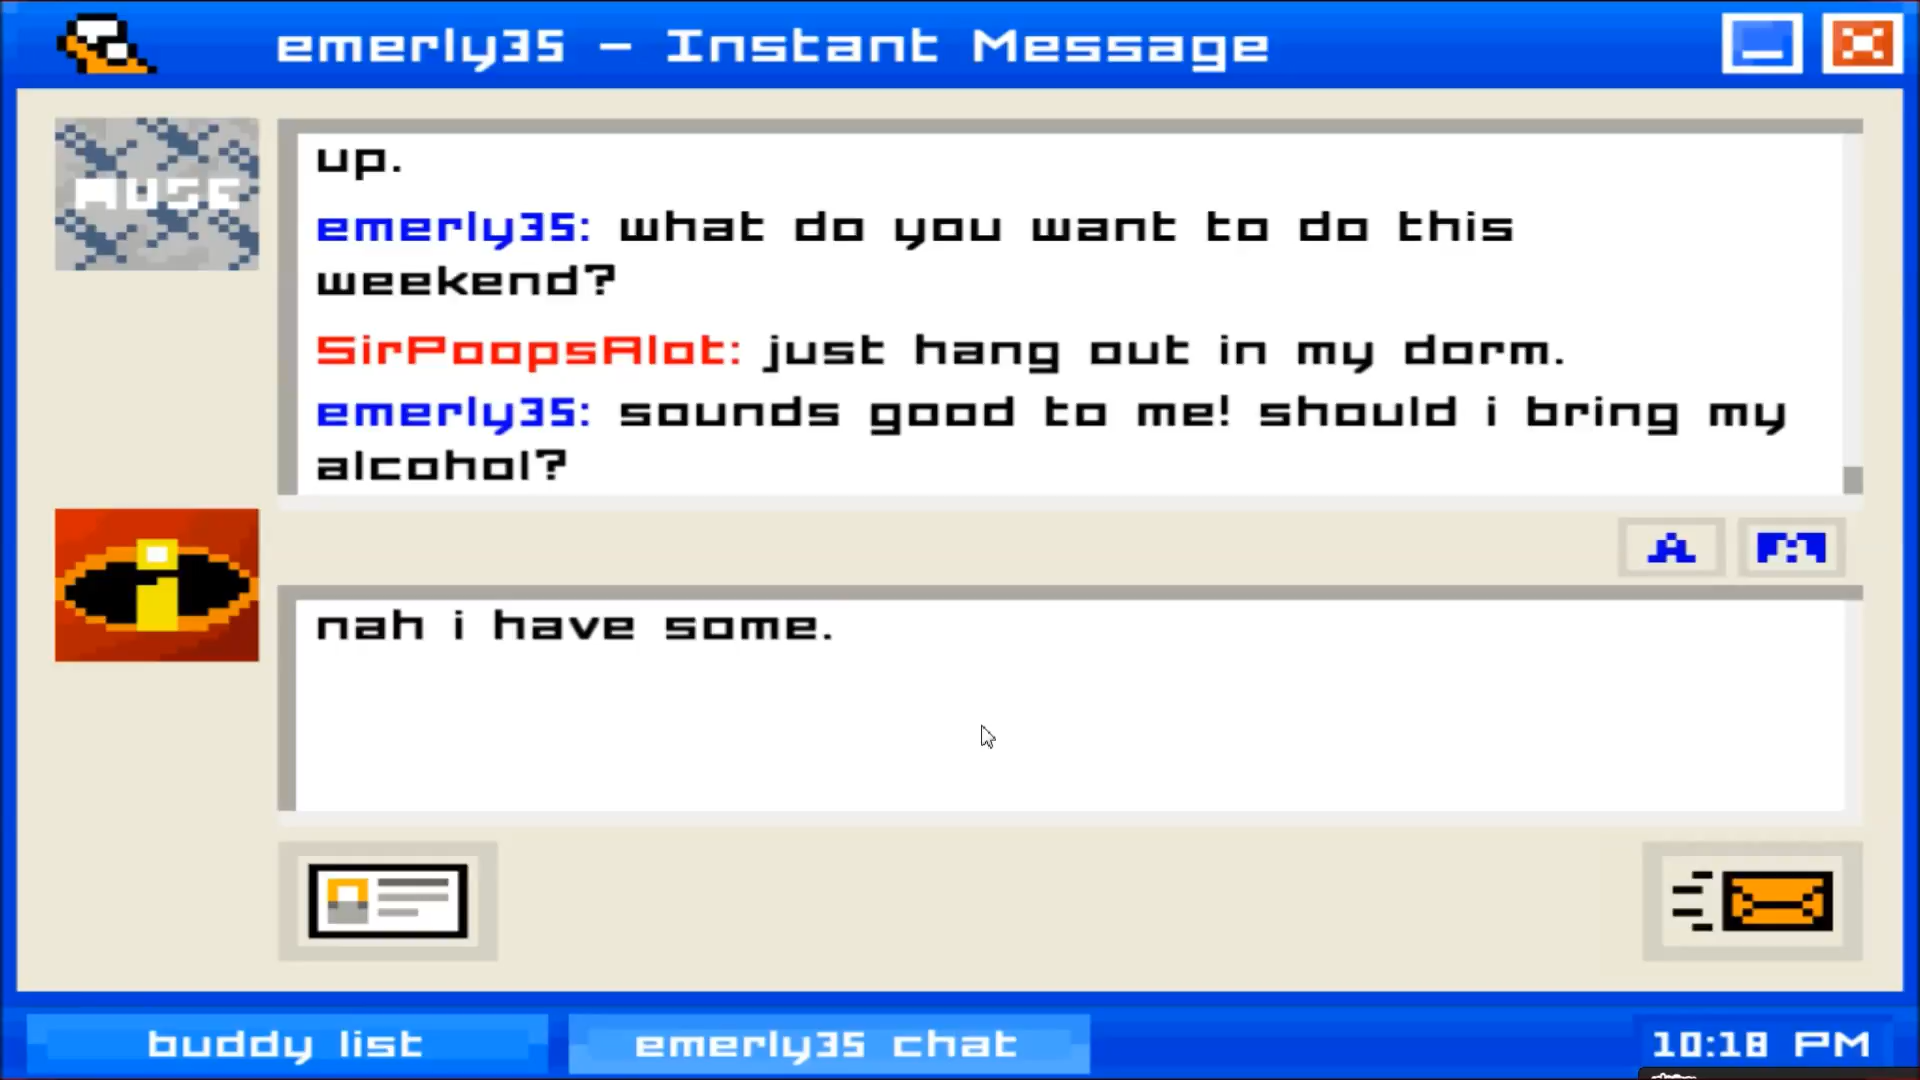 emerly35 - Instant Message
MUSE
up.
emerly35: what do you want to do this
weekend?
SirPoopsAlot: just hang out in my dorm.
emerly35: sounds good to me! should i bring my
alcohol?
A A
nah i have some.
buddy list
emerly35 chat
10:18 PM